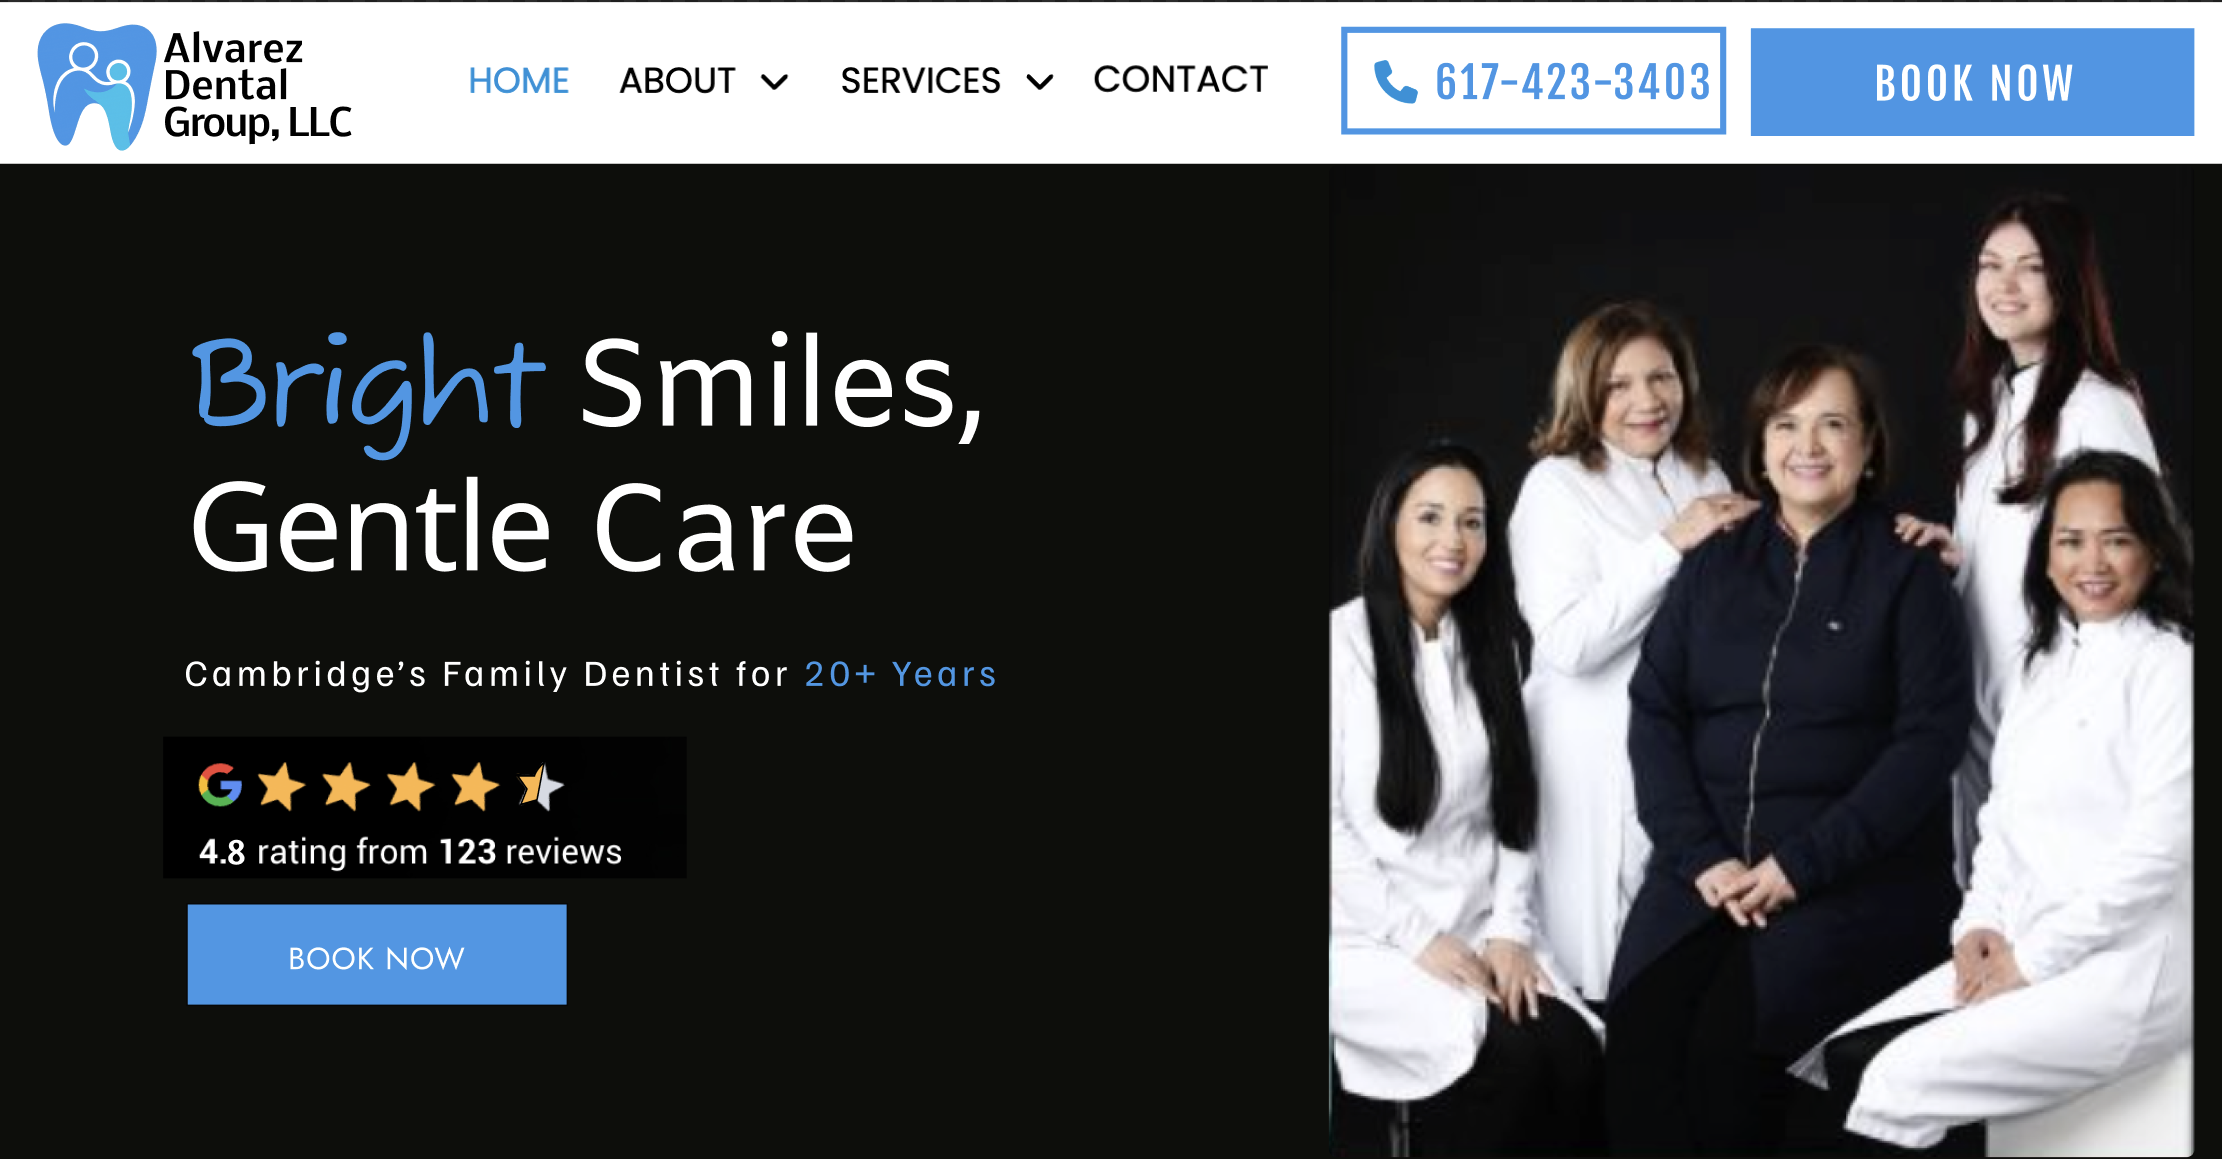 Alvarez
Dental
Group, LLC
HOME
ABOUT
SERVICES
CONTACT
617-423-3403
BOOK NOW
Bright Smiles,
Gentle Care
Cambridge’s Family Dentist for 20+ Years
4.8 rating from 123 reviews
BOOK NOW